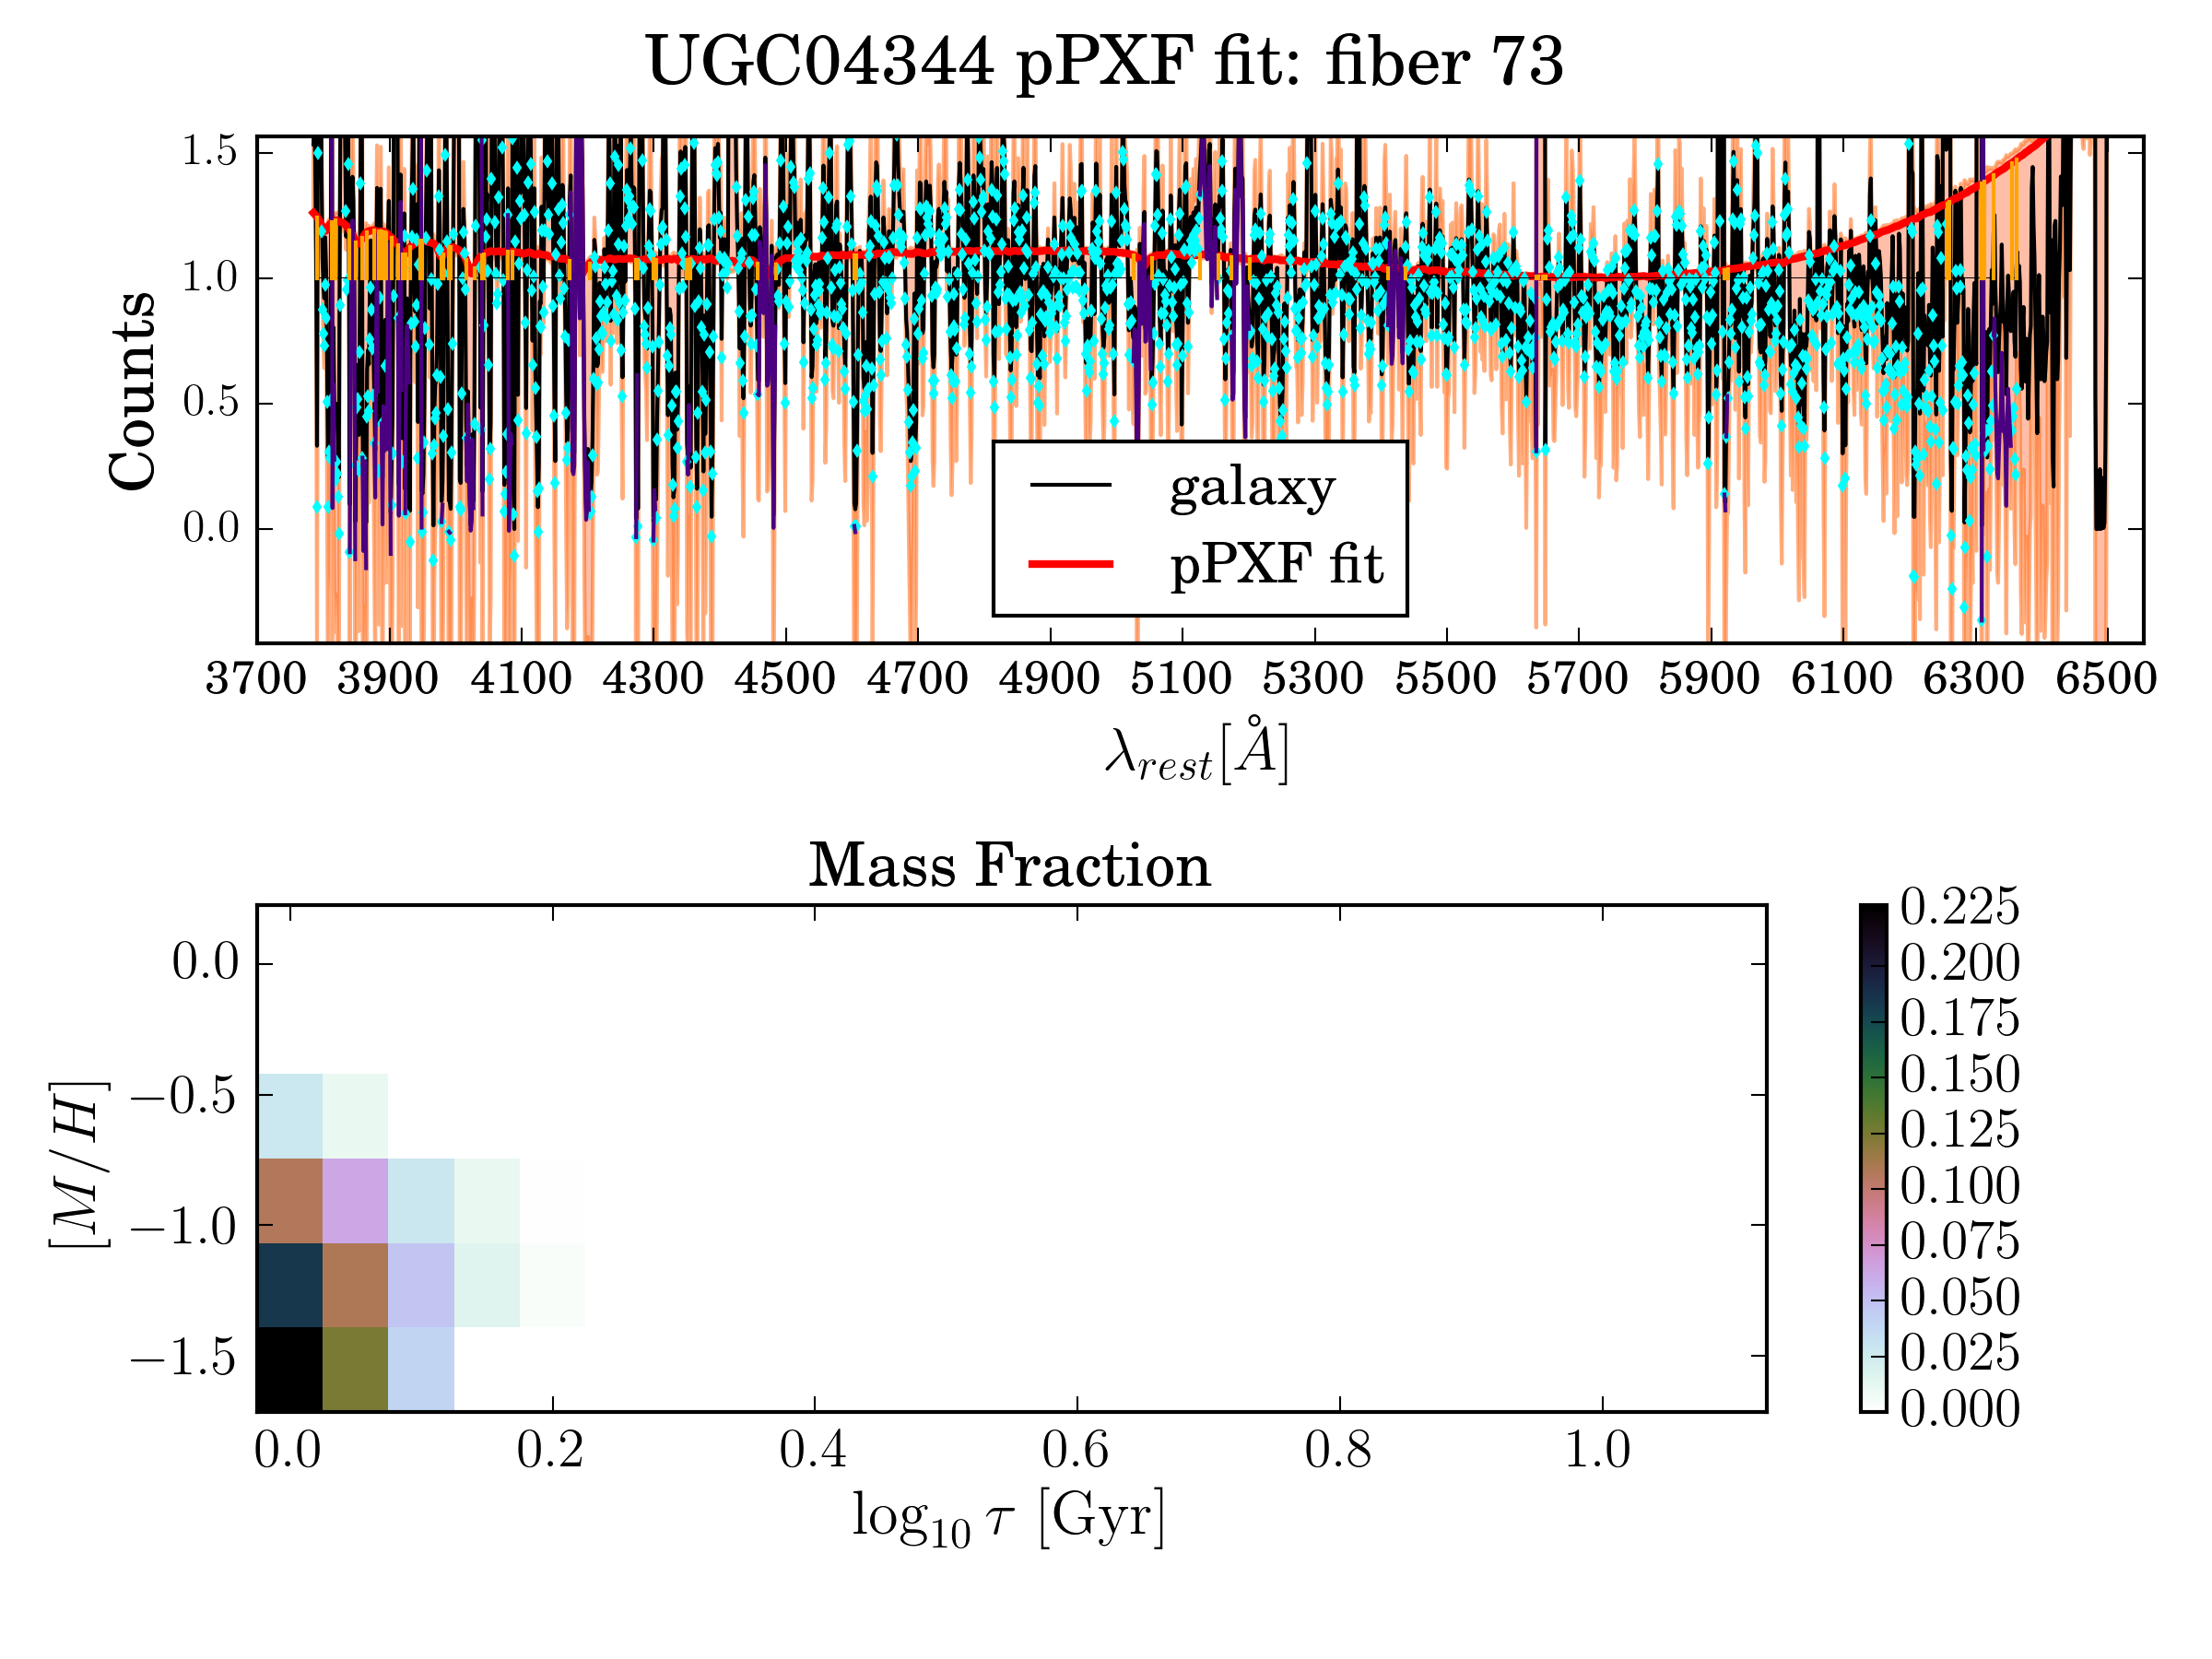 UGC04344 pPXF fit: fiber 73
Counts
1.5
1.0
0.5
0.0
galaxy
pPXF fit
3700 3900 4100 4300 4500 4700 4900 5100 5300 5500 5700 5900 6100 6300 6500
λ_rest[Å]
Mass Fraction
[M/H]
0.0
−0.5
−1.0
−1.5
0.0 0.2 0.4 0.6 0.8 1.0
log₁₀ τ [Gyr]
0.225
0.200
0.175
0.150
0.125
0.100
0.075
0.050
0.025
0.000